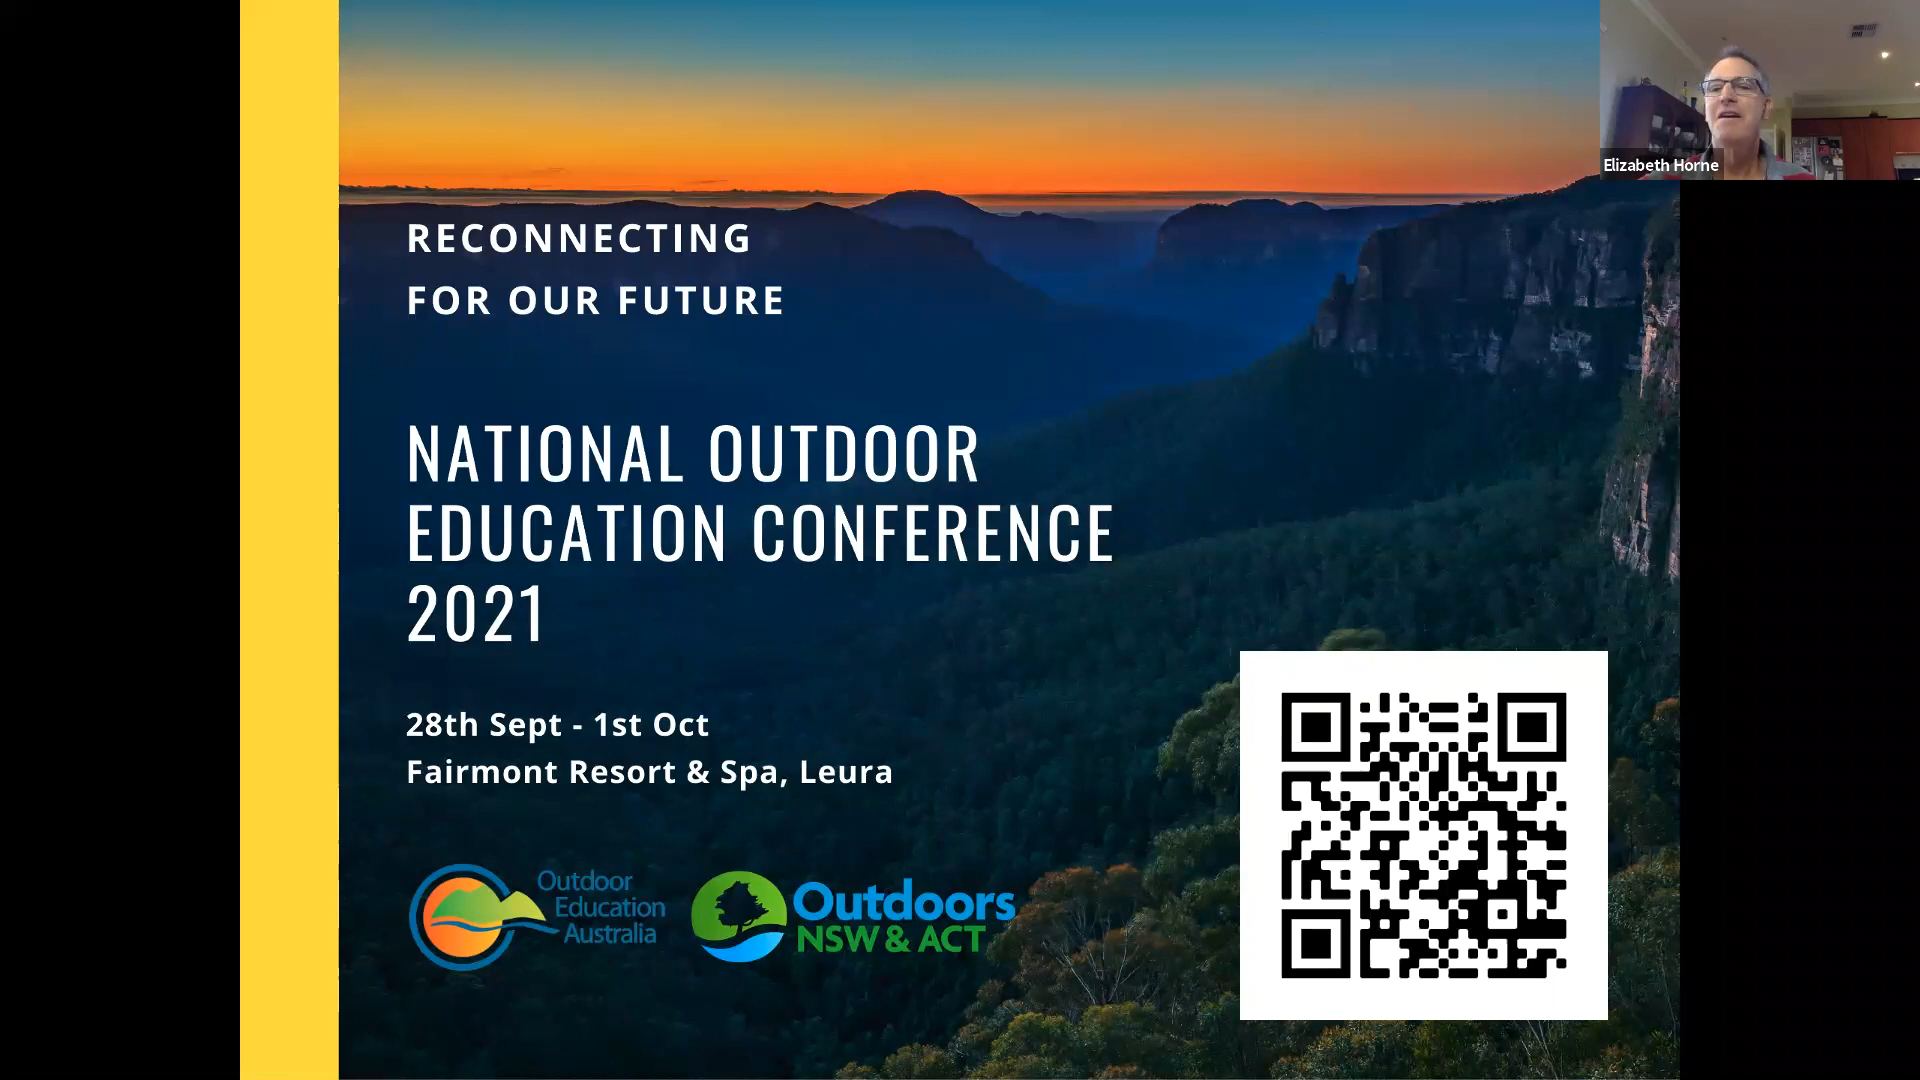 Elizabeth Horne
RECONNECTING
FOR OUR FUTURE
NATIONAL OUTDOOR
EDUCATION CONFERENCE
2021
28th Sept - 1st Oct
Fairmont Resort & Spa, Leura
Outdoor
Education
Australia
Outdoors
NSW & ACT